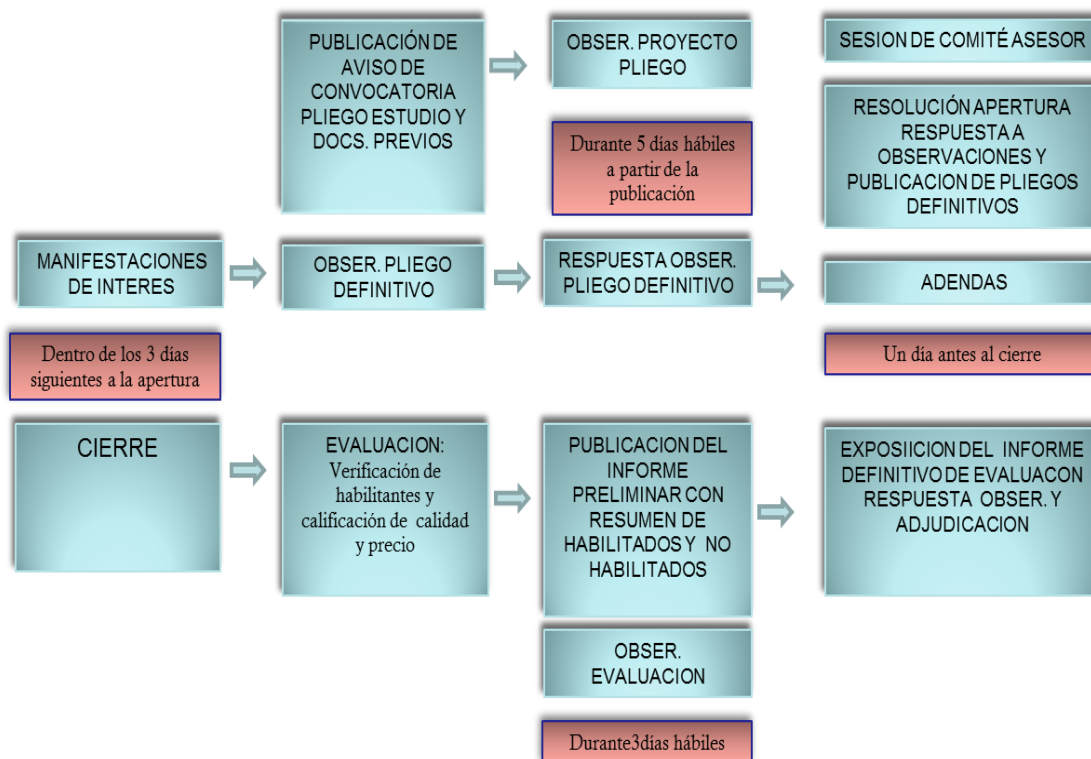 PUBLICACIÓN DE
AVISO DE
CONVOCATORIA
PLIEGO ESTUDIO Y
DOCS. PREVIOS
OBSER. PROYECTO
PLIEGO
Durante 5 días hábiles
a partir de la
publicación
SESION DE COMITÉ ASESOR
RESOLUCIÓN APERTURA
RESPUESTA A
OBSERVACIONES Y
PUBLICACION DE PLIEGOS
DEFINITIVOS
MANIFESTACIONES
DE INTERES
Dentro de los 3 días
siguientes a la apertura
OBSER. PLIEGO
DEFINITIVO
RESPUESTA OBSER.
PLIEGO DEFINITIVO
ADENDAS
Un día antes al cierre
CIERRE
EVALUACION:
Verificación de
habilitantes y
calificación de calidad
y precio
PUBLICACION DEL
INFORME
PRELIMINAR CON
RESUMEN DE
HABILITADOS Y NO
HABILITADOS
OBSER.
EVALUACION
Durante3días hábiles
EXPOSIICION DEL INFORME
DEFINITIVO DE EVALUACON
RESPUESTA OBSER. Y
ADJUDICACION